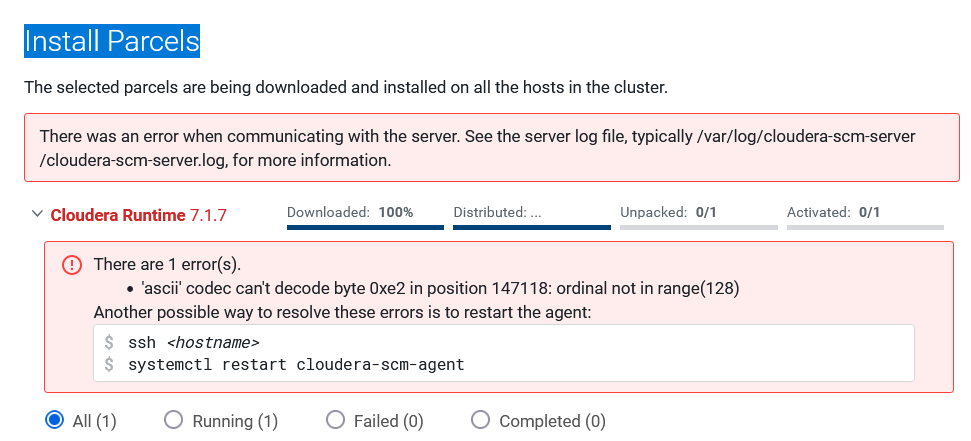 Install Parcels
The selected parcels are being downloaded and installed on all the hosts in the cluster.
There was an error when communicating with the server. See the server log file, typically /var/log/cloudera-scm-server
/cloudera-scm-server.log, for more information.
Cloudera Runtime 7.1.7 Downloaded: 100% Distributed: ... Unpacked: 0/1 Activated: 0/1
There are 1 error(s).
• 'ascii' codec can't decode byte 0xe2 in position 147118: ordinal not in range(128)
Another possible way to resolve these errors is to restart the agent:
$ ssh <hostname>
$ systemctl restart cloudera-scm-agent
All (1) Running (1) Failed (0) Completed (0)